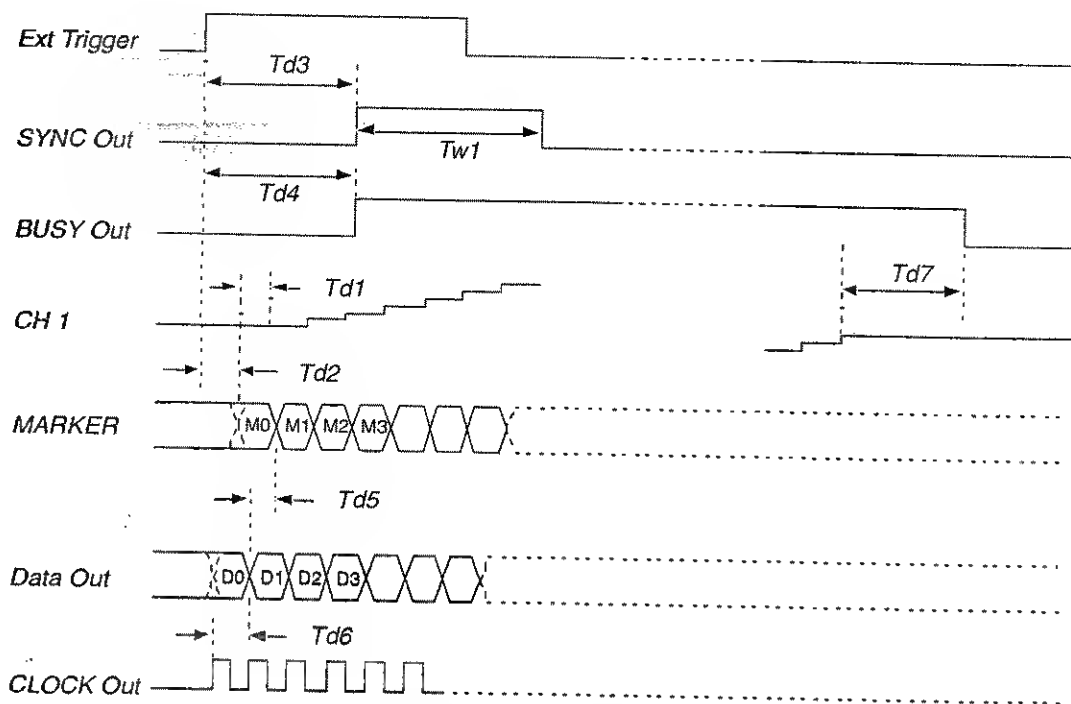 Ext Trigger
Td3
SYNC Out
Tw1
Td4
BUSY Out
Td1
Td7
CH 1
Td2
MARKER
M0 M1 M2 M3
Td5
Data Out
D0 D1 D2 D3
Td6
CLOCK Out